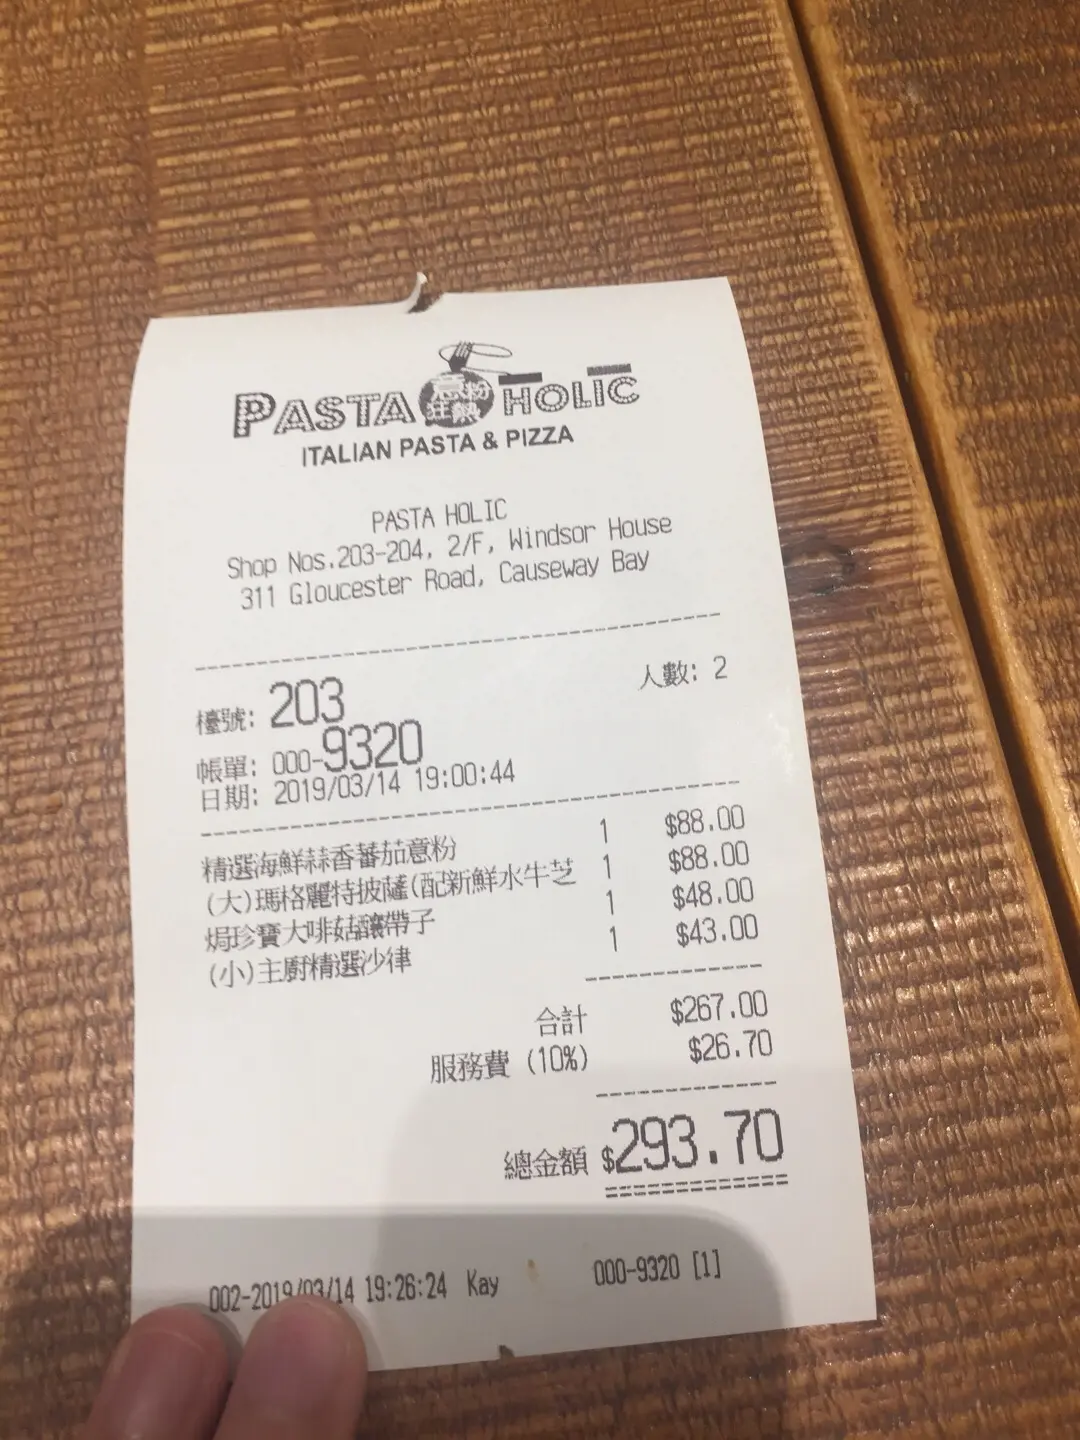 PASTA 意粉狂熱 HOLIC
ITALIAN PASTA & PIZZA
PASTA HOLIC
Shop Nos.203-204, 2/F, Windsor House
311 Gloucester Road, Causeway Bay
檯號: 203 人數: 2
帳單: 000-9320
日期: 2019/03/14 19:00:44
精選海鮮蒜香蕃茄意粉 1 $88.00
(大)瑪格麗特披薩(配新鮮水牛芝 1 $88.00
焗珍寶大啡菇釀帶子 1 $48.00
(小)主廚精選沙律 1 $43.00
合計 $267.00
服務費 (10%) $26.70
總金額 $293.70
002-2019/03/14 19:26:24 Kay 000-9320 [1]